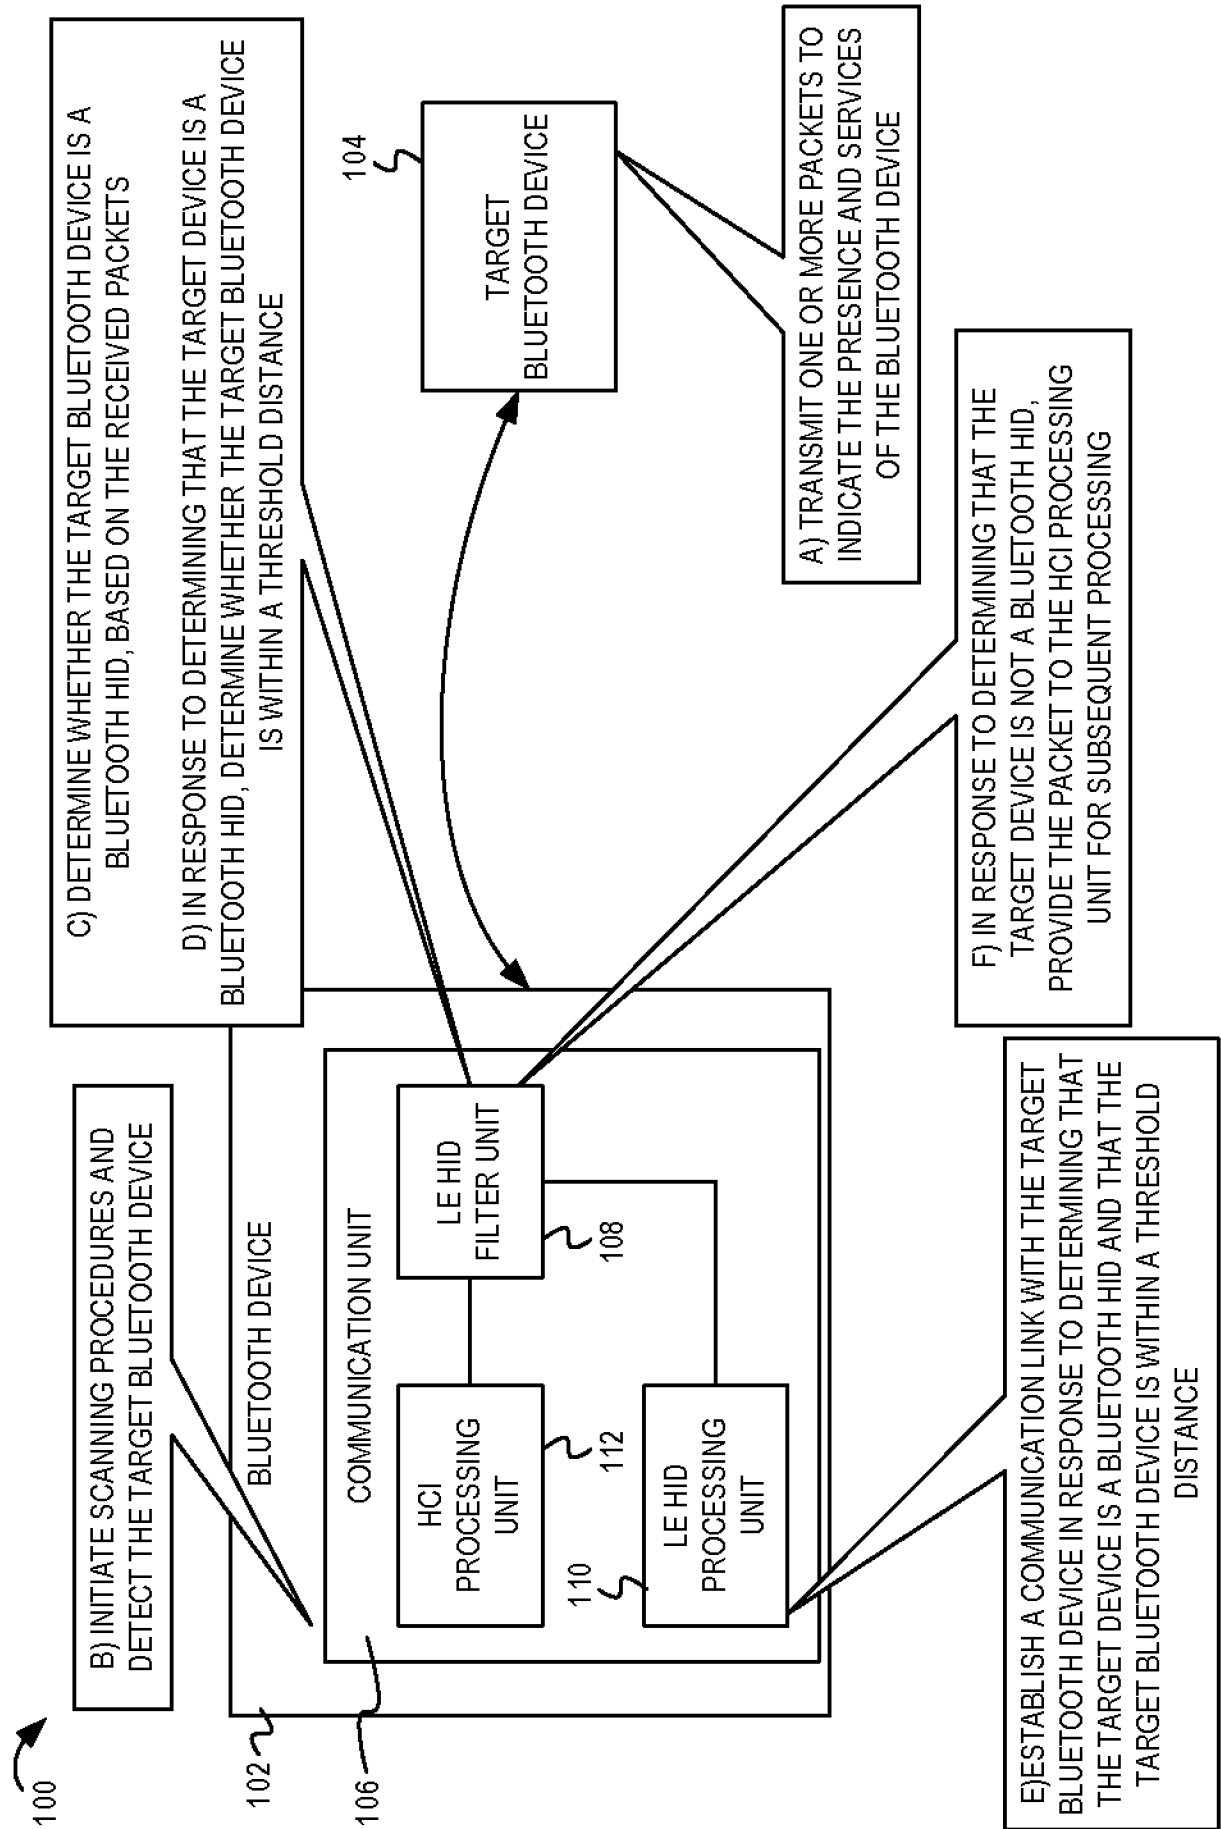 100
B) INITIATE SCANNING PROCEDURES AND
DETECT THE TARGET BLUETOOTH DEVICE
C) DETERMINE WHETHER THE TARGET BLUETOOTH DEVICE IS A
BLUETOOTH HID, BASED ON THE RECEIVED PACKETS
D) IN RESPONSE TO DETERMINING THAT THE TARGET DEVICE IS A
BLUETOOTH HID, DETERMINE WHETHER THE TARGET BLUETOOTH DEVICE
IS WITHIN A THRESHOLD DISTANCE
102
BLUETOOTH DEVICE
106
COMMUNICATION UNIT
HCI
PROCESSING
UNIT
112
LE HID
FILTER UNIT
108
110
LE HID
PROCESSING
UNIT
104
TARGET
BLUETOOTH DEVICE
A) TRANSMIT ONE OR MORE PACKETS TO
INDICATE THE PRESENCE AND SERVICES
OF THE BLUETOOTH DEVICE
E)ESTABLISH A COMMUNICATION LINK WITH THE TARGET
BLUETOOTH DEVICE IN RESPONSE TO DETERMINING THAT
THE TARGET DEVICE IS A BLUETOOTH HID AND THAT THE
TARGET BLUETOOTH DEVICE IS WITHIN A THRESHOLD
DISTANCE
F) IN RESPONSE TO DETERMINING THAT THE
TARGET DEVICE IS NOT A BLUETOOTH HID,
PROVIDE THE PACKET TO THE HCI PROCESSING
UNIT FOR SUBSEQUENT PROCESSING